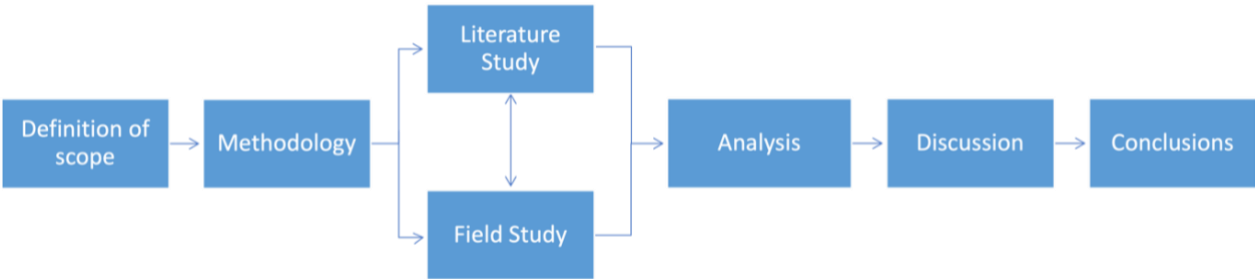 Definition of
scope
Methodology
Literature
Study
Field Study
Analysis
Discussion
Conclusions